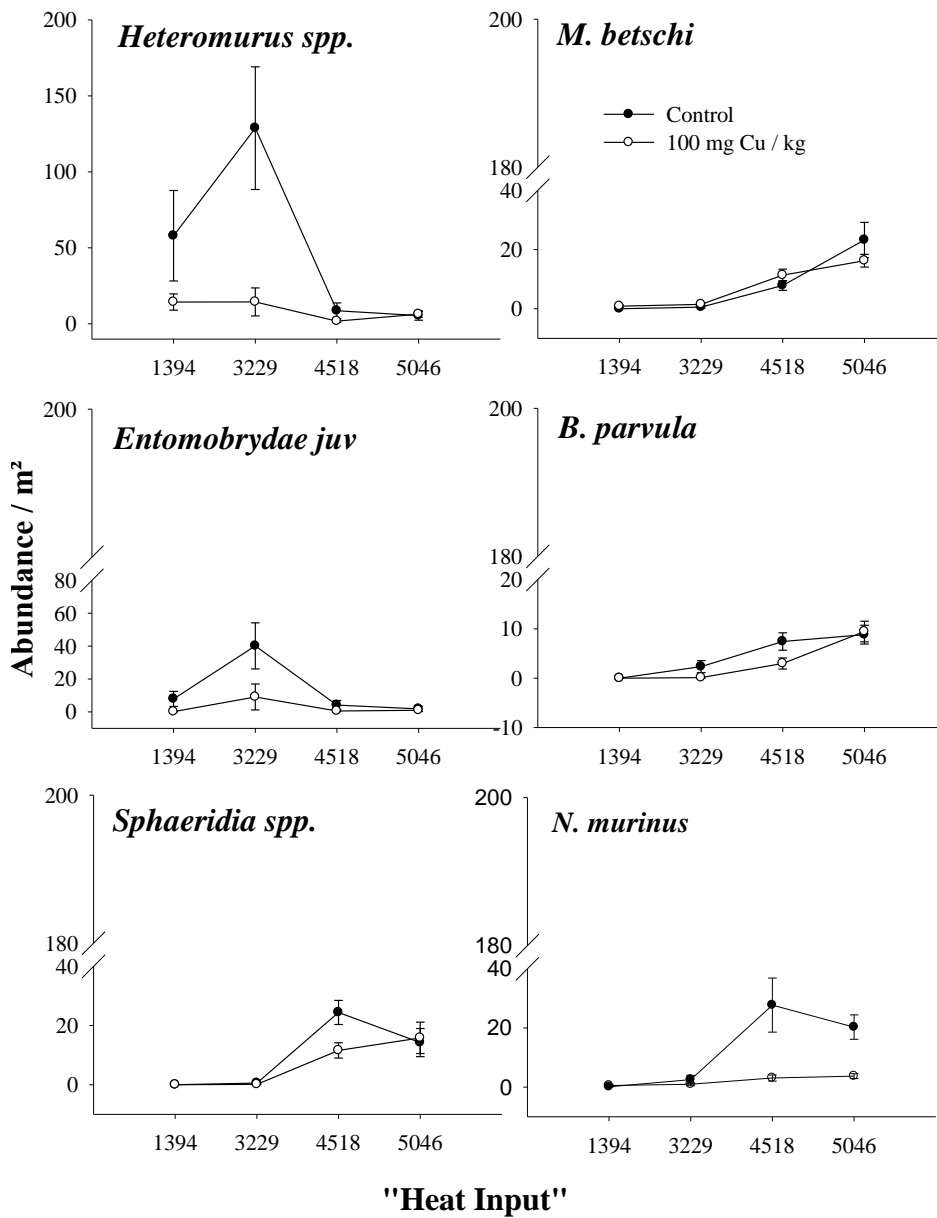 Abundance / m²
Heteromurus spp.
200
150
100
50
0
1394 3229 4518 5046
M. betschi
200
180
40
20
0
Control
100 mg Cu / kg
1394 3229 4518 5046
Entomobrydae juv
200
80
60
40
20
0
1394 3229 4518 5046
B. parvula
200
180
20
10
0
-10
1394 3229 4518 5046
Sphaeridia spp.
200
180
40
20
0
1394 3229 4518 5046
N. murinus
200
180
40
20
0
1394 3229 4518 5046
"Heat Input"